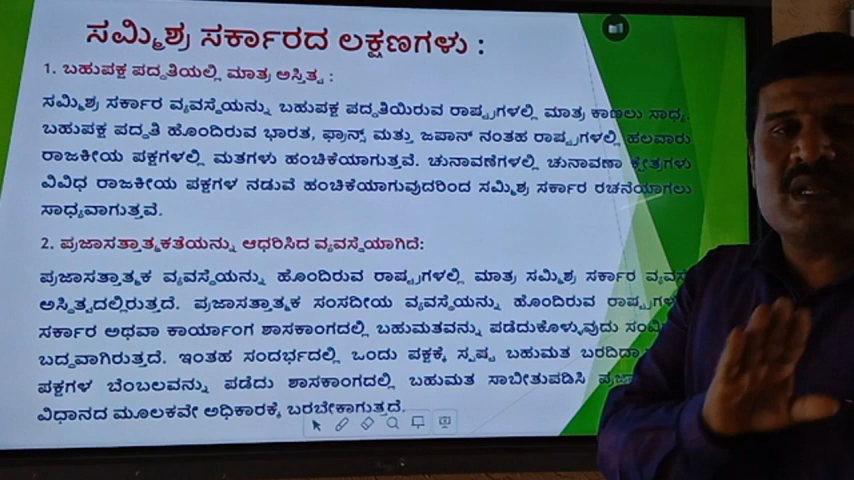 ಸಮ್ಮಿಶ್ರ ಸರ್ಕಾರದ ಲಕ್ಷಣಗಳು :
1. ಬಹುಪಕ್ಷ ಪದ್ಧತಿಯಲ್ಲಿ ಮಾತ್ರ ಅಸ್ತಿತ್ವ :
ಸಮ್ಮಿಶ್ರ ಸರ್ಕಾರ ವ್ಯವಸ್ಥೆಯನ್ನು ಬಹುಪಕ್ಷ ಪದ್ಧತಿಯಿರುವ ರಾಷ್ಟ್ರಗಳಲ್ಲಿ ಮಾತ್ರ ಕಾಣಲು ಸಾಧ್ಯ.
ಬಹುಪಕ್ಷ ಪದ್ಧತಿ ಹೊಂದಿರುವ ಭಾರತ, ಫ್ರಾನ್ಸ್ ಮತ್ತು ಜಪಾನ್ ನಂತಹ ರಾಷ್ಟ್ರಗಳಲ್ಲಿ ಹಲವಾರು
ರಾಜಕೀಯ ಪಕ್ಷಗಳಲ್ಲಿ ಮತಗಳು ಹಂಚಿಕೆಯಾಗುತ್ತವೆ. ಚುನಾವಣೆಗಳಲ್ಲಿ ಚುನಾವಣಾ ಕ್ಷೇತ್ರಗಳು
ವಿವಿಧ ರಾಜಕೀಯ ಪಕ್ಷಗಳ ನಡುವೆ ಹಂಚಿಕೆಯಾಗುವುದರಿಂದ ಸಮ್ಮಿಶ್ರ ಸರ್ಕಾರ ರಚನೆಯಾಗಲು
ಸಾಧ್ಯವಾಗುತ್ತವೆ.
2. ಪ್ರಜಾಸತ್ತಾತ್ಮಕತೆಯನ್ನು ಆಧರಿಸಿದ ವ್ಯವಸ್ಥೆಯಾಗಿದೆ:
ಪ್ರಜಾಸತ್ತಾತ್ಮಕ ವ್ಯವಸ್ಥೆಯನ್ನು ಹೊಂದಿರುವ ರಾಷ್ಟ್ರಗಳಲ್ಲಿ ಮಾತ್ರ ಸಮ್ಮಿಶ್ರ ಸರ್ಕಾರ
ಅಸ್ತಿತ್ವದಲ್ಲಿರುತ್ತದೆ. ಪ್ರಜಾಸತ್ತಾತ್ಮಕ ಸಂಸದೀಯ ವ್ಯವಸ್ಥೆಯನ್ನು ಹೊಂದಿರುವ
ಸರ್ಕಾರ ಅಥವಾ ಕಾರ್ಯಾಂಗ ಶಾಸಕಾಂಗದಲ್ಲಿ ಬಹುಮತವನ್ನು ಪಡೆದುಕೊಳ್ಳುವುದು
ಬದ್ಧವಾಗಿರುತ್ತದೆ. ಇಂತಹ ಸಂದರ್ಭದಲ್ಲಿ ಒಂದು ಪಕ್ಷಕ್ಕೆ ಸ್ಪಷ್ಟ ಬಹುಮತ
ಪಕ್ಷಗಳ ಬೆಂಬಲವನ್ನು ಪಡೆದು ಶಾಸಕಾಂಗದಲ್ಲಿ ಬಹುಮತ ಸಾಬೀತುಪಡಿಸಿ
ವಿಧಾನದ ಮೂಲಕವೇ ಅಧಿಕಾರಕ್ಕೆ ಬರಬೇಕಾಗುತ್ತದೆ.